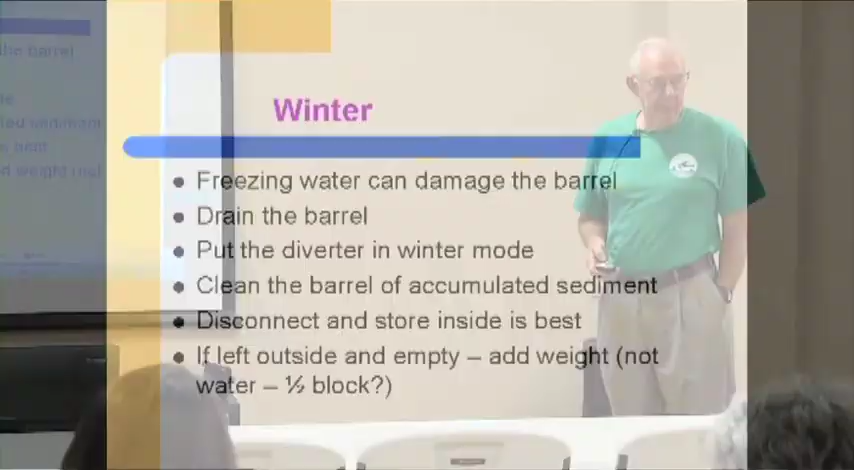 Winter
● Freezing water can damage the barrel
● Drain the barrel
● Put the diverter in winter mode
● Clean the barrel of accumulated sediment
● Disconnect and store inside is best
● If left outside and empty – add weight (not
water – ½ block?)
the barrel